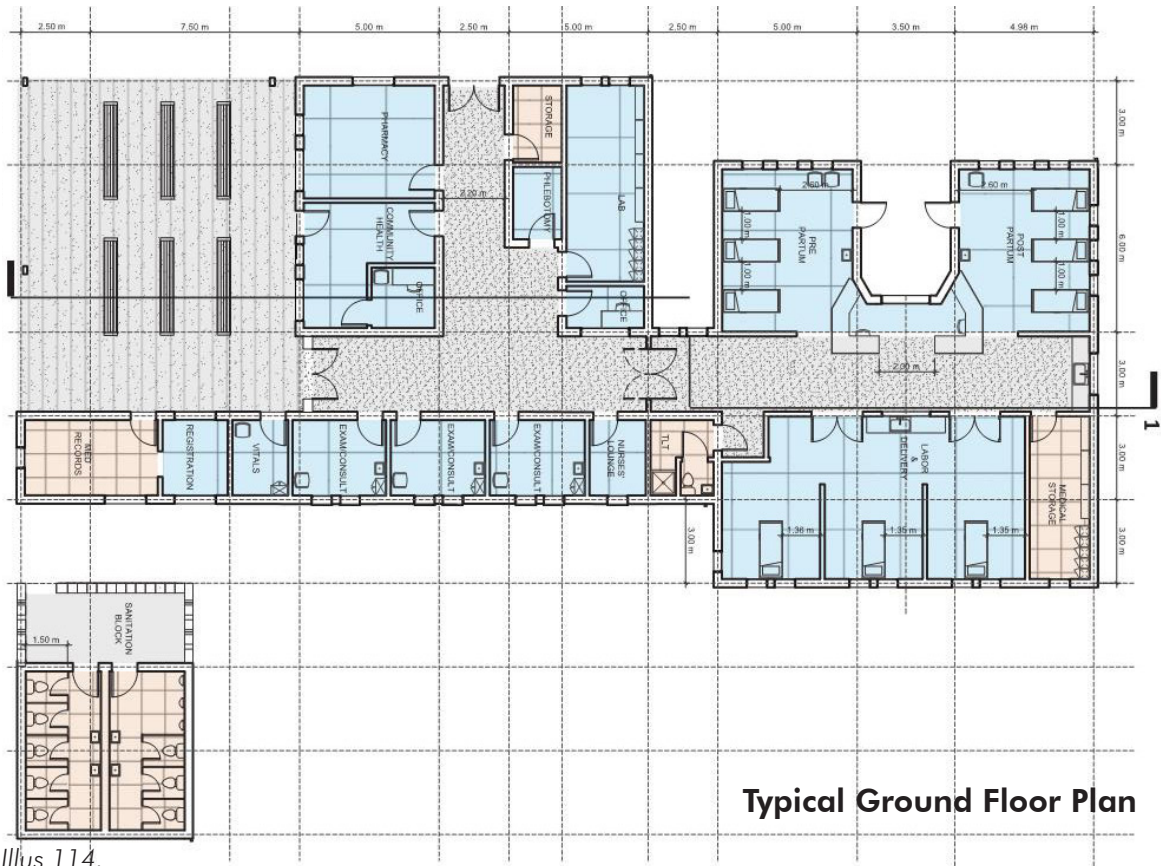 2.50 m
7.50 m
5.00 m
2.50 m
5.00 m
2.50 m
5.00 m
3.50 m
4.98 m
3.00 m
6.00 m
3.00 m
3.00 m
3.00 m
PHARMACY
2.20 m
STORAGE
PHLEBOTOMY
LAB
COMMUNITY
HEALTH
OFFICE
OFFICE
2.60 m
1.00 m
1.00 m
PRE
PARTUM
2.60 m
1.00 m
1.00 m
POST
PARTUM
2.00 m
1
MED
RECORDS
REGISTRATION
VITALS
EXAM/CONSULT
EXAM/CONSULT
EXAM/CONSULT
NURSES'
LOUNGE
TLT
LABOR
&
DELIVERY
MEDICAL
STORAGE
1.36 m
1.35 m
1.35 m
3.00 m
SANITATION
BLOCK
1.50 m
Typical Ground Floor Plan
Illus 114.